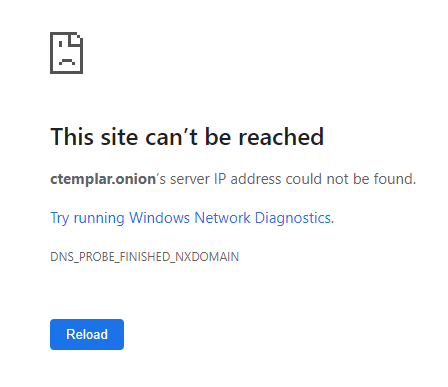 This site can’t be reached
ctemplar.onion’s server IP address could not be found.
Try running Windows Network Diagnostics.
DNS_PROBE_FINISHED_NXDOMAIN
Reload